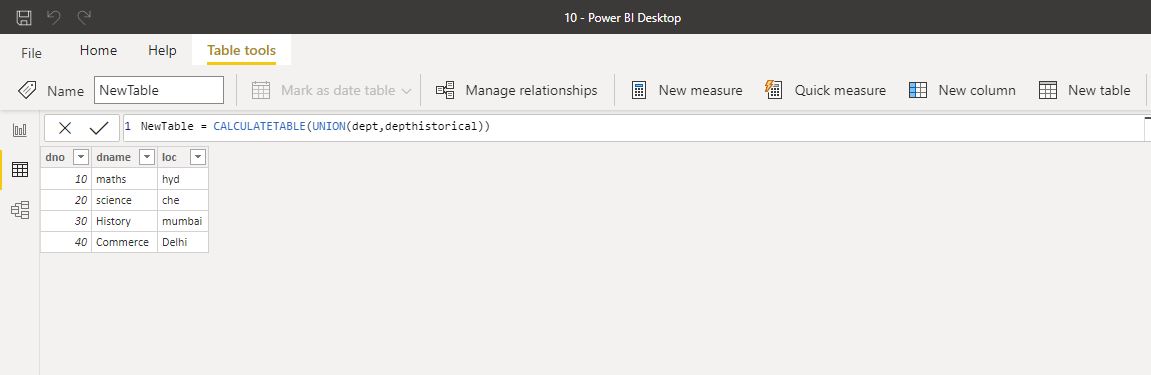 10 - Power BI Desktop
File Home Help Table tools
Name NewTable Mark as date table Manage relationships New measure Quick measure New column New table
1 NewTable = CALCULATETABLE(UNION(dept,depthistorical))
dno dname loc
10 maths hyd
20 science che
30 History mumbai
40 Commerce Delhi